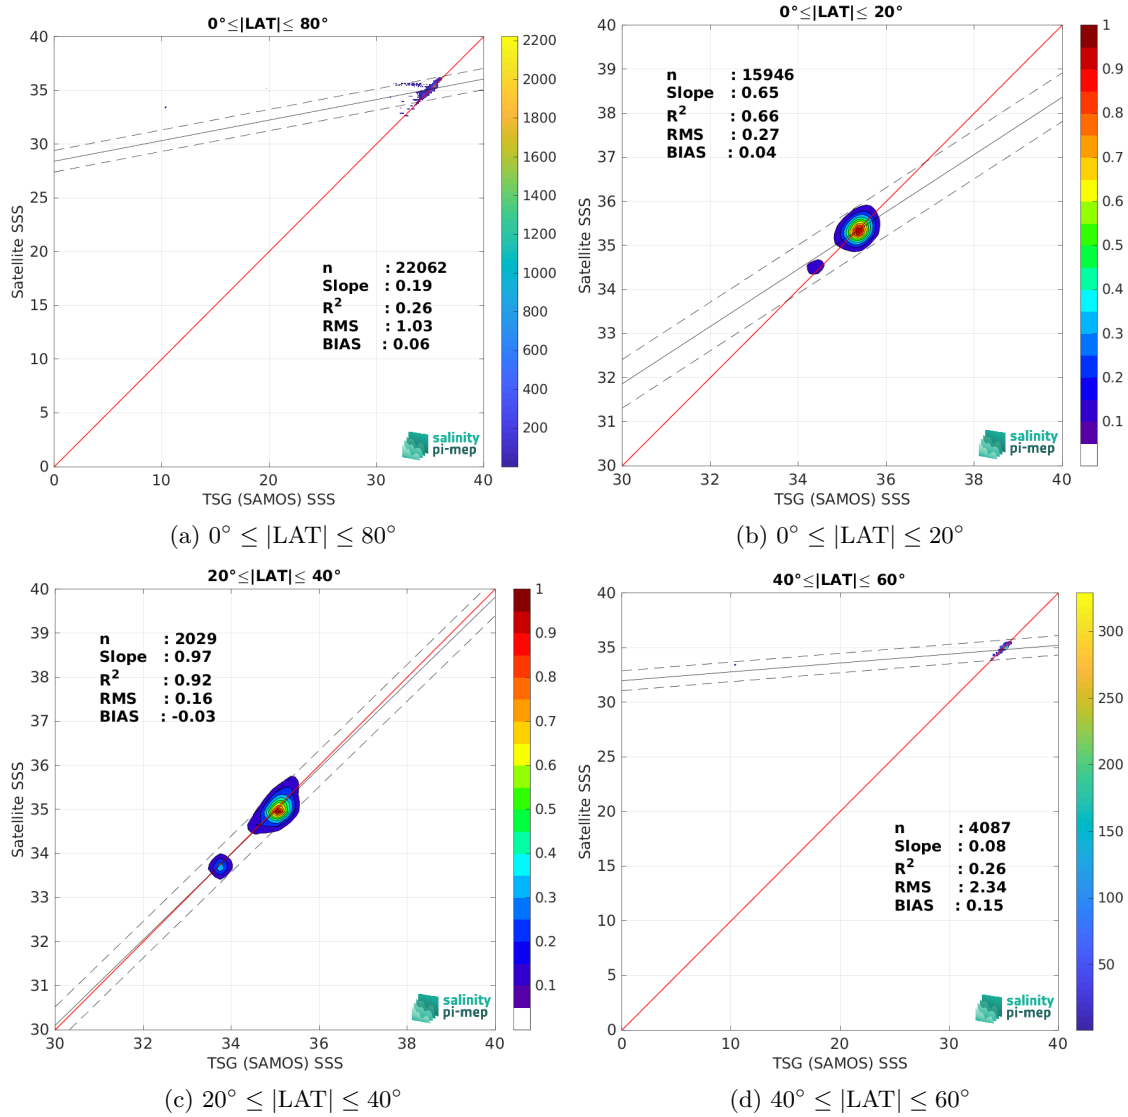 0°≤|LAT|≤ 80°
40
35
30
25
20
15
10
5
0
Satellite SSS
n : 22062
Slope : 0.19
R² : 0.26
RMS : 1.03
BIAS : 0.06
salinity
pi-mep
0 10 20 30 40
TSG (SAMOS) SSS
2200
2000
1800
1600
1400
1200
1000
800
600
400
200
(a) 0° ≤ |LAT| ≤ 80°
0°≤|LAT|≤ 20°
40
39
38
37
36
35
34
33
32
31
30
Satellite SSS
n : 15946
Slope : 0.65
R² : 0.66
RMS : 0.27
BIAS : 0.04
salinity
pi-mep
30 32 34 36 38 40
TSG (SAMOS) SSS
1
0.9
0.8
0.7
0.6
0.5
0.4
0.3
0.2
0.1
(b) 0° ≤ |LAT| ≤ 20°
20°≤|LAT|≤ 40°
40
39
38
37
36
35
34
33
32
31
30
Satellite SSS
n : 2029
Slope : 0.97
R² : 0.92
RMS : 0.16
BIAS : -0.03
salinity
pi-mep
30 32 34 36 38 40
TSG (SAMOS) SSS
1
0.9
0.8
0.7
0.6
0.5
0.4
0.3
0.2
0.1
(c) 20° ≤ |LAT| ≤ 40°
40°≤|LAT|≤ 60°
40
35
30
25
20
15
10
5
0
Satellite SSS
n : 4087
Slope : 0.08
R² : 0.26
RMS : 2.34
BIAS : 0.15
salinity
pi-mep
0 10 20 30 40
TSG (SAMOS) SSS
300
250
200
150
100
50
(d) 40° ≤ |LAT| ≤ 60°